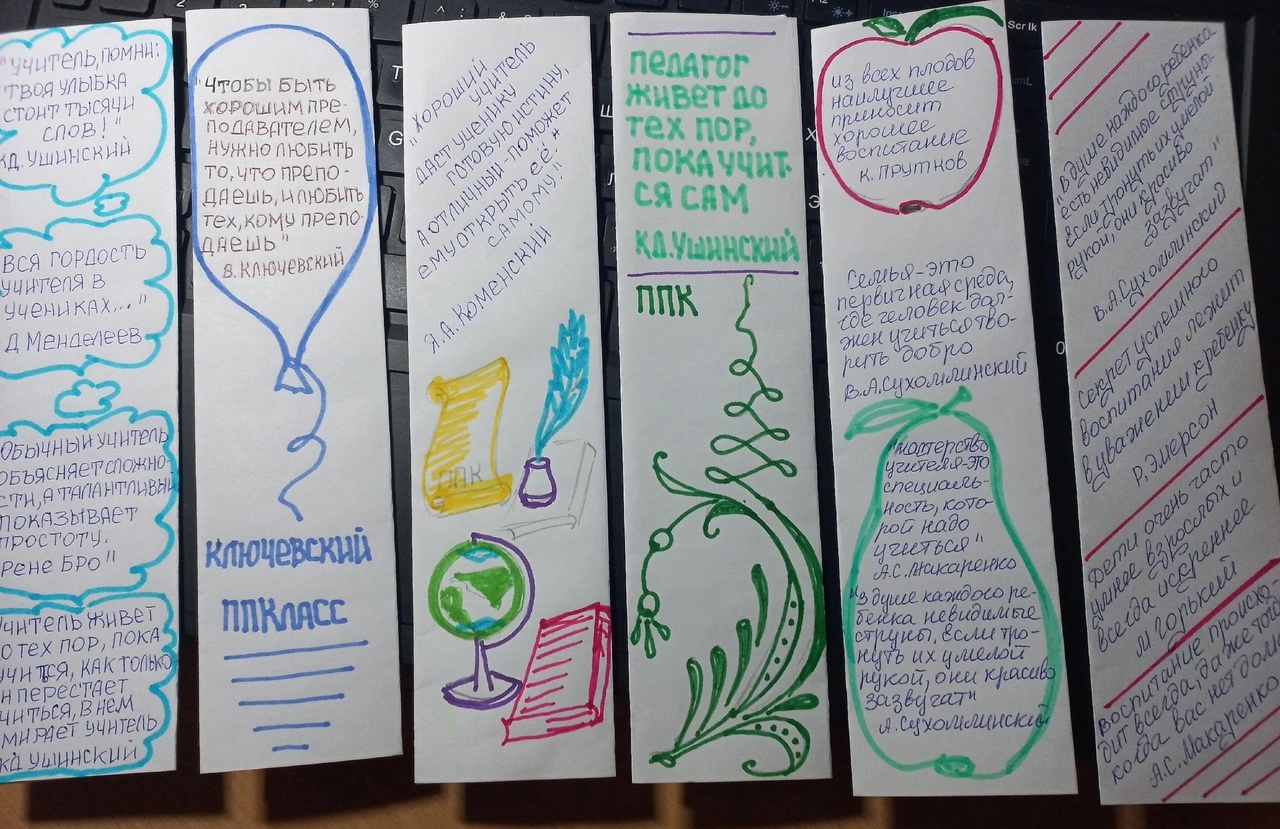 "УЧИТЕЛЬ, ПОМНИ:
ТВОЯ УЛЫБКА
СТОИТ ТЫСЯЧИ
СЛОВ!"
К.Д. УШИНСКИЙ
ВСЯ ГОРДОСТЬ
УЧИТЕЛЯ В
УЧЕНИКАХ..."
Д. Менделеев
ОБЫЧНЫЙ УЧИТЕЛЬ
ОБЪЯСНЯЕТ СЛОЖНО-
СТИ, А ТАЛАНТЛИВЫЙ
ПОКАЗЫВАЕТ
ПРОСТОТУ.
Рене Бро"
УЧИТЕЛЬ ЖИВЕТ
ДО ТЕХ ПОР, ПОКА
УЧИТСЯ, КАК ТОЛЬКО
ОН ПЕРЕСТАЕТ
УЧИТЬСЯ, В НЕМ
УМИРАЕТ УЧИТЕЛЬ
К.Д УШИНСКИЙ
"ЧТОБЫ БЫТЬ
ХОРОШИМ ПРЕ-
ПОДАВАТЕЛЕМ,
НУЖНО ЛЮБИТЬ
ТО, ЧТО ПРЕПО-
ДАЕШЬ, И ЛЮБИТЬ
ТЕХ, КОМУ ПРЕПО-
ДАЕШЬ"
В. КЛЮЧЕВСКИЙ
КЛЮЧЕВСКИЙ
ППКЛАСС
"ХОРОШИЙ
УЧИТЕЛЬ
ДАСТ УЧЕНИКУ
ГОТОВУЮ ИСТИНУ,
А ОТЛИЧНЫЙ - ПОМОЖЕТ
ЕМУ ОТКРЫТЬ ЕЁ
САМОМУ."
Я.А. Коменский
ППК
ПЕДАГОГ
ЖИВЕТ ДО
ТЕХ ПОР,
ПОКА УЧИТ-
СЯ САМ
К.Д. УШИНСКИЙ
ППК
из всех плодов
наилучшее
приносит
хорошее
воспитание
К. Прутков
Семья - это
первичная среда,
где человек дол-
жен учиться тво-
рить добро
В.А.Сухомлинский
"мастерство
учителя - это
специаль-
ность, кото-
рой надо
учиться"
А.С.Макаренко
"в душе каждого ре-
бенка невидимые
струны. Если тро-
нуть их умелой
рукой, они красиво
зазвучат"
А.Сухомлинский
"в душе каждого ребенка
есть невидимые струны.
Если тронуть их умелой
рукой, они красиво
зазвучат"
В.А.Сухомлинский
секрет успешного
воспитания лежит
в уважении к ребенку
Р. Эмерсон
Дети очень часто
умнее взрослых и
всегда искреннее
М. Горький
воспитание происхо-
дит всегда, даже тогда
когда вас нет дома
А.С. Макаренко
Scr lk